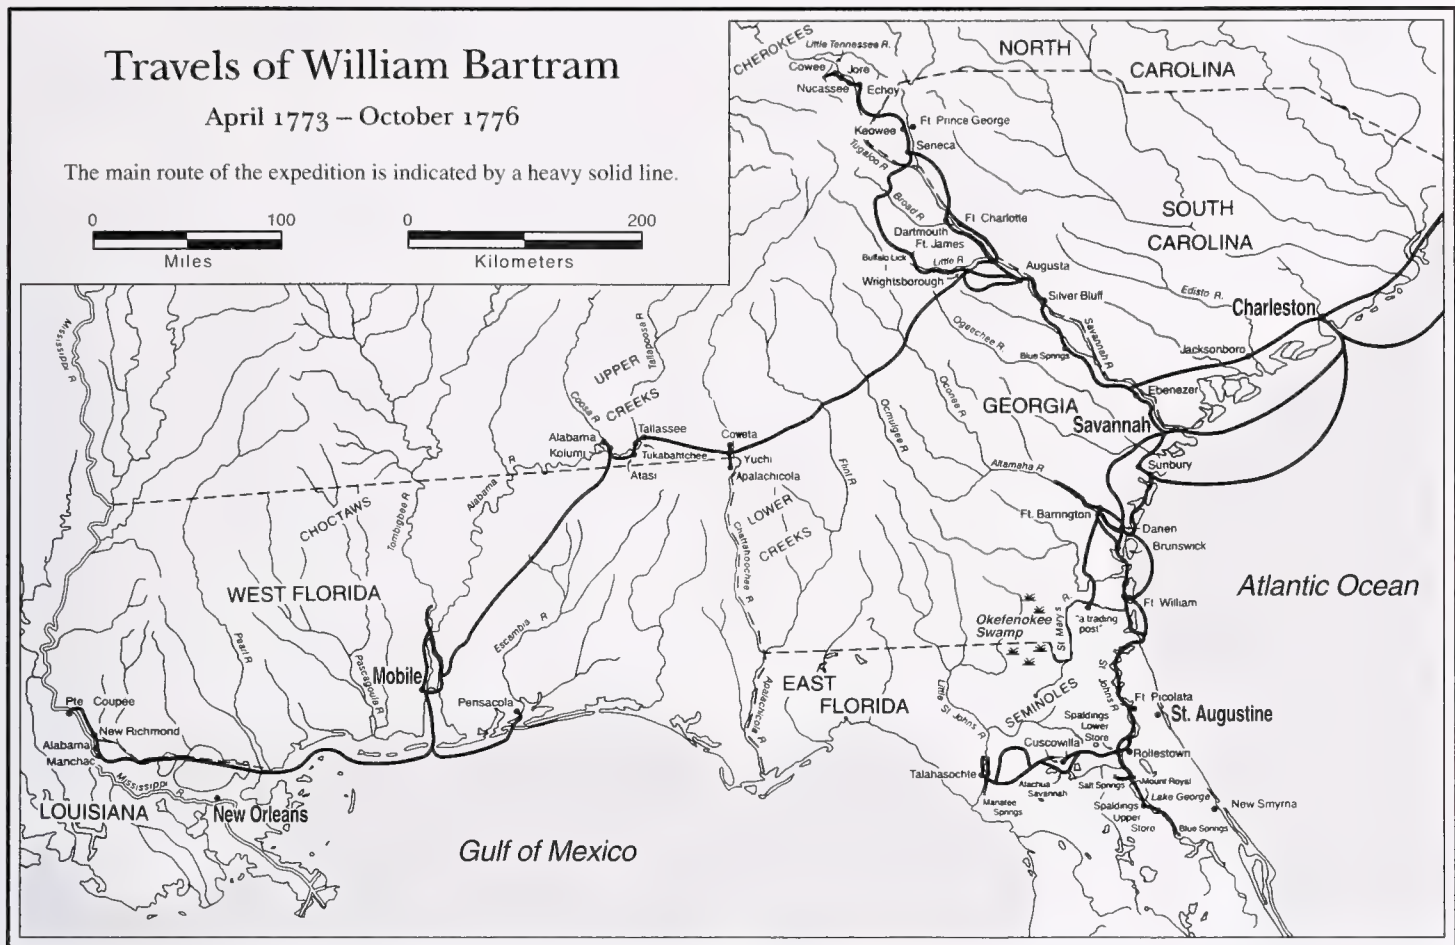 Travels of William Bartram
April 1773 – October 1776
The main route of the expedition is indicated by a heavy solid line.
0 100
Miles
0 200
Kilometers
CHEROKEES
Little Tennessee R.
NORTH
CAROLINA
Cowee
Jore
Nucassee
Echoy
Ft Prince George
Keowee
Seneca
Tugaloo R
Broad R
SOUTH
CAROLINA
Ft Charlotte
Dartmouth
Ft. James
Buffalo Lick
Little R
Wrightsborough
Augusta
Silver Bluff
Edisto R.
Charleston
Savannah R
Ogeechee R.
Blue Springs
Jacksonboro
Ebenezer
GEORGIA
Savannah
Sunbury
Mississippi R
Tallapoosa R
UPPER
CREEKS
Coosa R
Oconee R
Ocmulgee R
Alabama
Kolumi
Tallassee
Tukabahtchee
Atasi
Coweta
Yuchi
Apalachicola
Flint R
Altamaha R
Alabama R
CHOCTAWS
Tombigbee R
LOWER
CREEKS
Chattahoochee R
Ft. Barrington
Darien
Brunswick
WEST FLORIDA
Atlantic Ocean
Ft William
"a trading
post"
Okefenokee
Swamp
St Mary's R.
Escambia R
Pearl R
Pascagoula R
Mobile
Pensacola
EAST
FLORIDA
Apalachicola R
Little St Johns R
SEMINOLES
St Johns R
Ft Picolata
St. Augustine
Spaldings
Lower
Store
Pte Coupee
New Richmond
Alabama
Manchac
Cuscowilla
Rollestown
Talahasochte
Alachua
Savannah
Salt Springs
Mount Royal
Lake George
Manatee
Springs
Spaldings
Upper
Store
New Smyrna
Blue Springs
Mississippi R
LOUISIANA
New Orleans
Gulf of Mexico